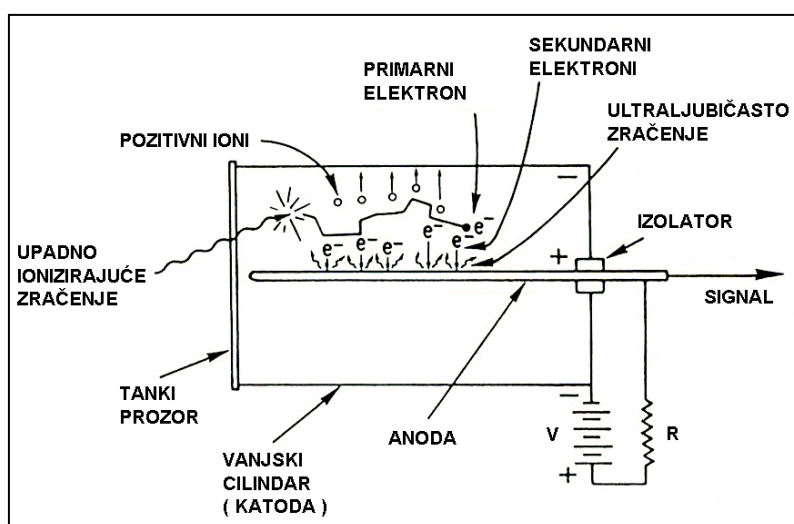 SEKUNDARNI
ELEKTRONI
PRIMARNI
ELEKTRON
ULTRALJUBIČASTO
ZRAČENJE
POZITIVNI IONI
−
e⁻
e⁻
e⁻
e⁻ e⁻ e⁻
IZOLATOR
+
UPADNO
IONIZIRAJUĆE
ZRAČENJE
SIGNAL
TANKI
PROZOR
−
ANODA
V
R
VANJSKI
CILINDAR
( KATODA )
+